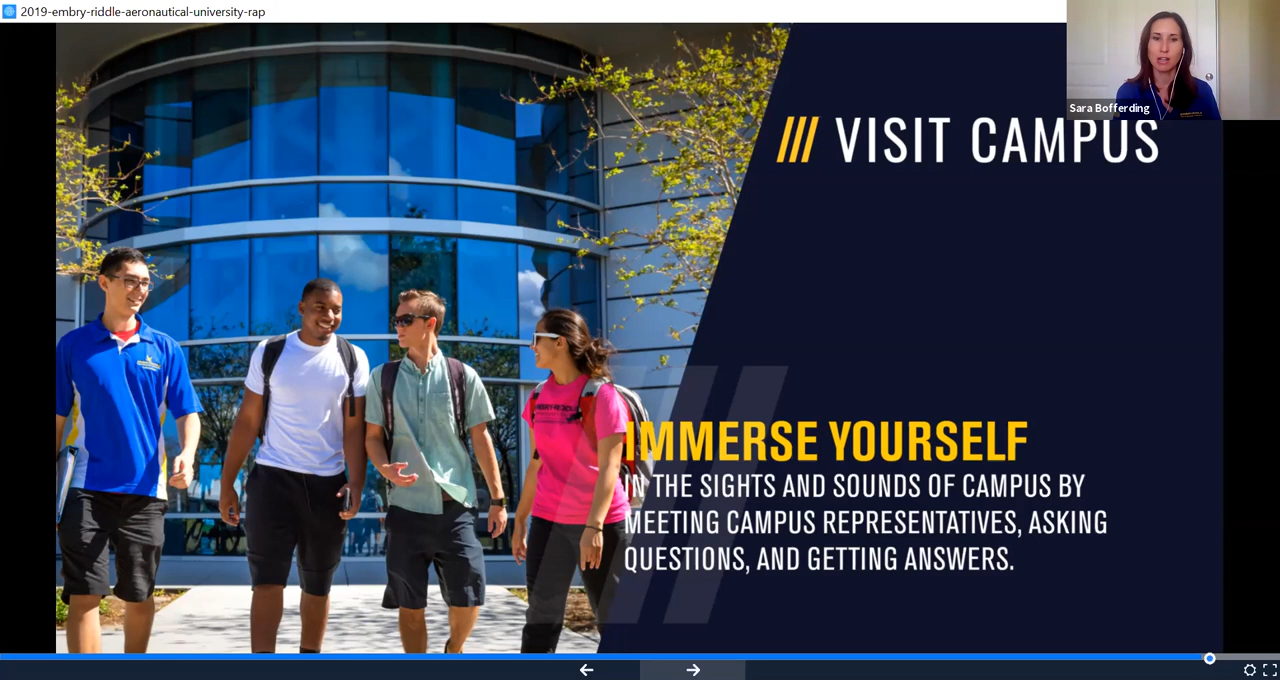 2019-embry-riddle-aeronautical-university-rap
Sara Bofferding
/// VISIT CAMPUS
IMMERSE YOURSELF
IN THE SIGHTS AND SOUNDS OF CAMPUS BY
MEETING CAMPUS REPRESENTATIVES, ASKING
QUESTIONS, AND GETTING ANSWERS.